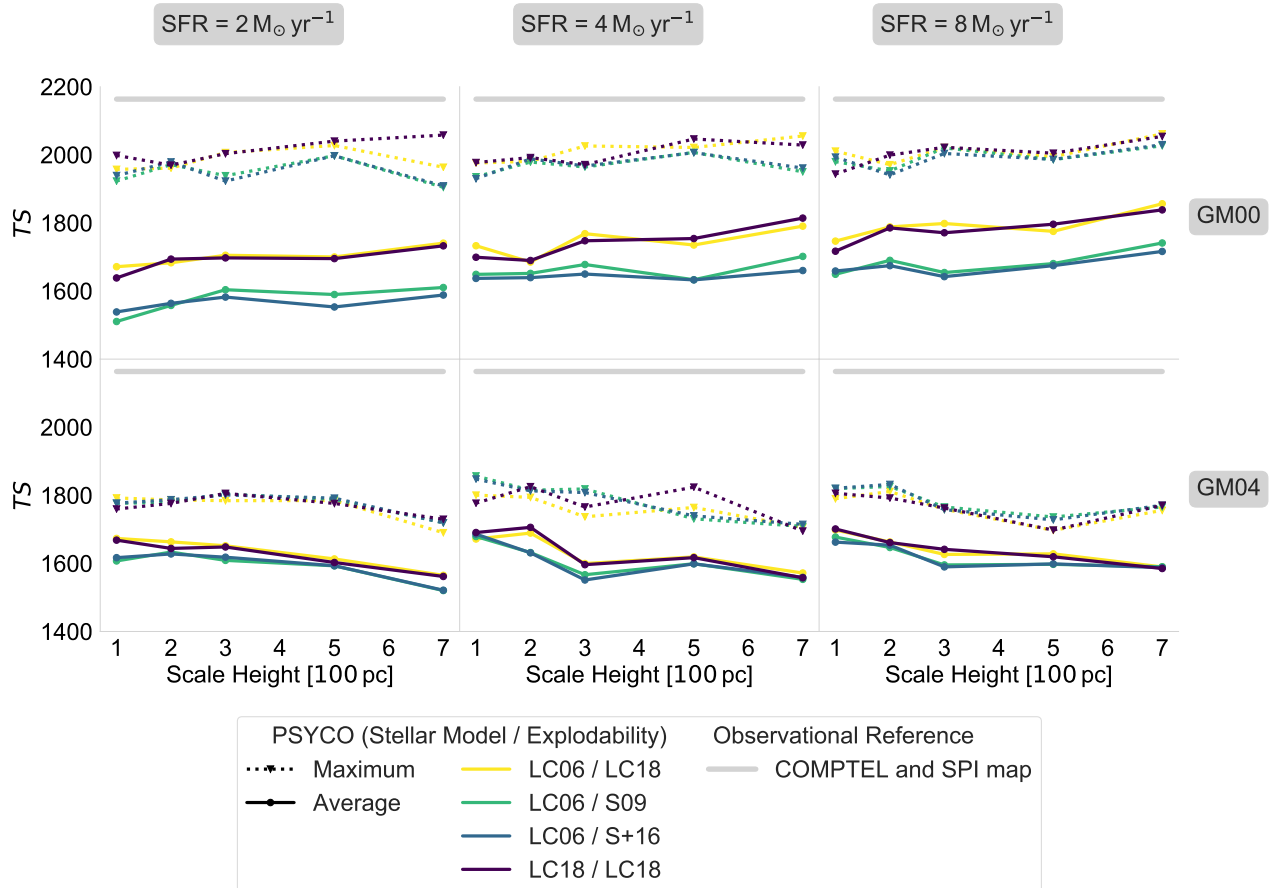 SFR = 2 M⊙ yr⁻¹ SFR = 4 M⊙ yr⁻¹ SFR = 8 M⊙ yr⁻¹
2200
2000
1800
1600
1400
TS
GM00
2000
1800
1600
1400
TS
GM04
1 2 3 4 5 6 7 1 2 3 4 5 6 7 1 2 3 4 5 6 7
Scale Height [100 pc] Scale Height [100 pc] Scale Height [100 pc]
PSYCO (Stellar Model / Explodability) Observational Reference
Maximum LC06 / LC18 COMPTEL and SPI map
Average LC06 / S09
LC06 / S+16
LC18 / LC18